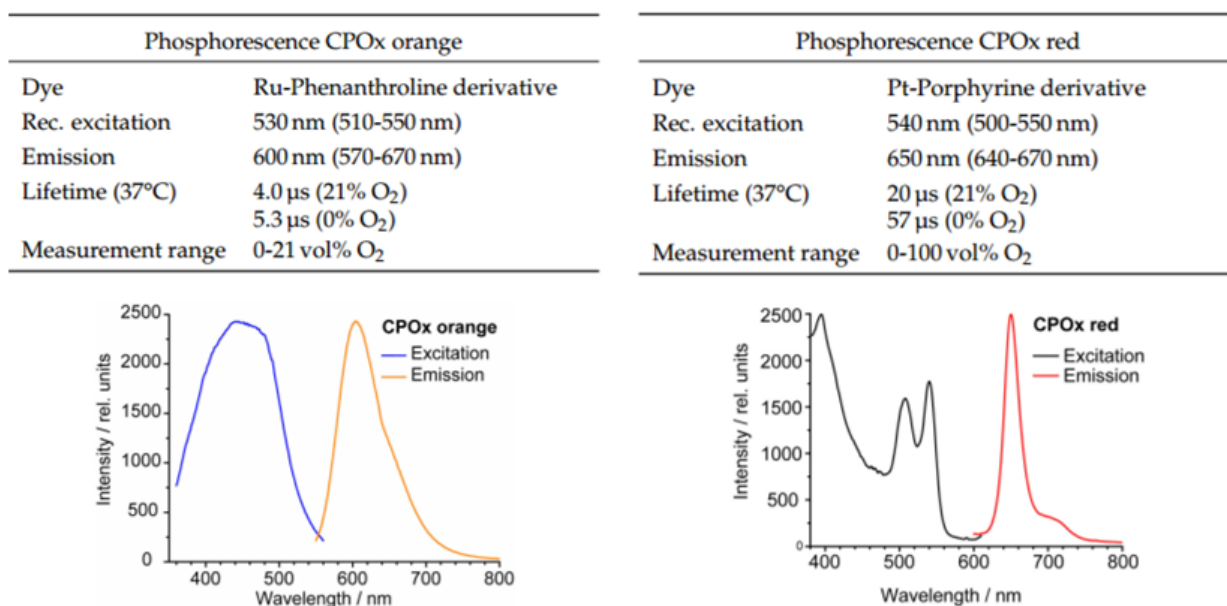 Phosphorescence CPOx orange
Dye Ru-Phenanthroline derivative
Rec. excitation 530 nm (510-550 nm)
Emission 600 nm (570-670 nm)
Lifetime (37°C) 4.0 µs (21% O₂)
5.3 µs (0% O₂)
Measurement range 0-21 vol% O₂
2500
2000
1500
1000
500
0
Intensity / rel. units
CPOx orange
Excitation
Emission
400 500 600 700 800
Wavelength / nm
Phosphorescence CPOx red
Dye Pt-Porphyrine derivative
Rec. excitation 540 nm (500-550 nm)
Emission 650 nm (640-670 nm)
Lifetime (37°C) 20 µs (21% O₂)
57 µs (0% O₂)
Measurement range 0-100 vol% O₂
2500
2000
1500
1000
500
0
Intensity / rel. units
CPOx red
Excitation
Emission
400 500 600 700 800
Wavelength / nm